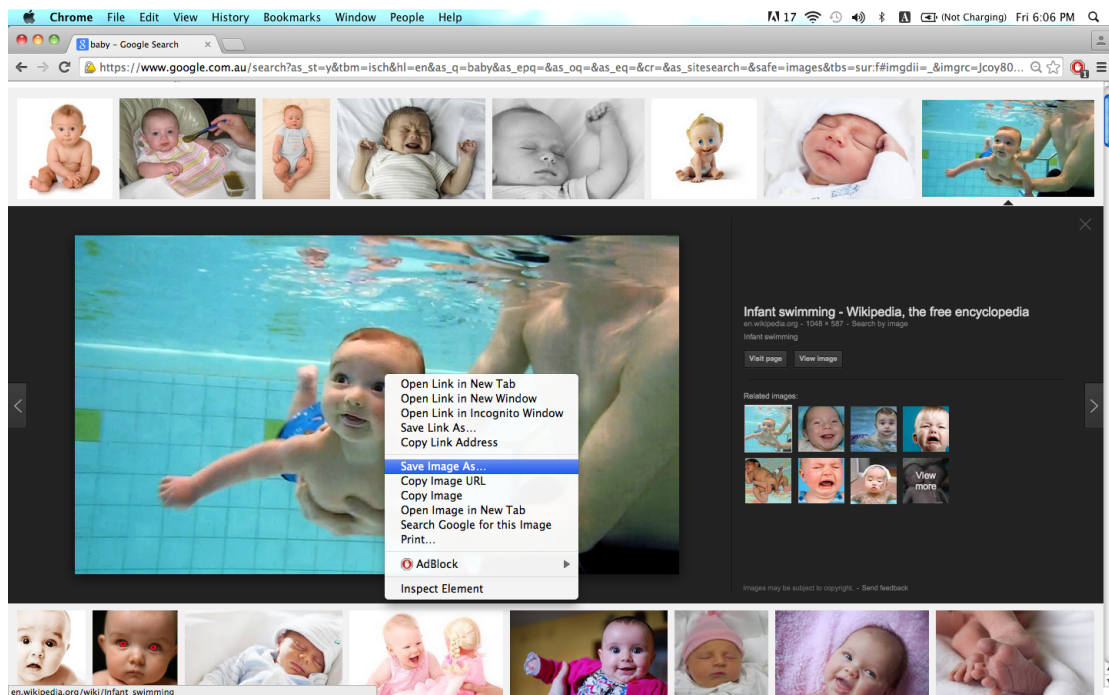 Chrome File Edit View History Bookmarks Window People Help 17 (Not Charging) Fri 6:06 PM
baby - Google Search
https://www.google.com.au/search?as_st=y&tbm=isch&hl=en&as_q=baby&as_epq=&as_oq=&as_eq=&cr=&as_sitesearch=&safe=images&tbs=sur:f#imgdii=_&imgrc=Jcoy80...
Infant swimming - Wikipedia, the free encyclopedia
en.wikipedia.org - 1048 × 587 - Search by image
Infant swimming
Visit page View image
Related images:
View
more
Images may be subject to copyright. - Send feedback
Open Link in New Tab
Open Link in New Window
Open Link in Incognito Window
Save Link As...
Copy Link Address
Save Image As...
Copy Image URL
Copy Image
Open Image in New Tab
Search Google for this Image
Print...
AdBlock
Inspect Element
en.wikipedia.org/wiki/Infant_swimming